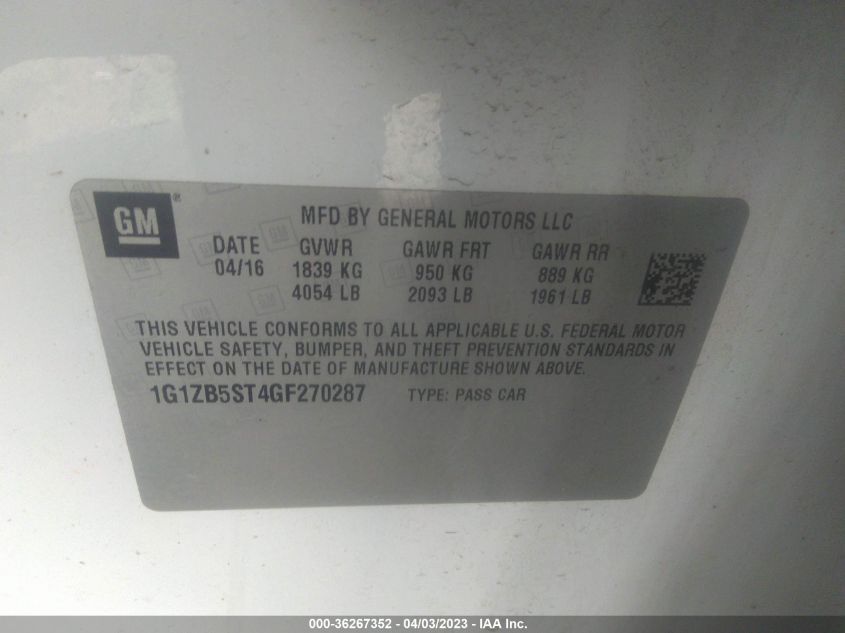 GM ®
MFD BY GENERAL MOTORS LLC
DATE GVWR GAWR FRT GAWR RR
04/16 1839 KG 950 KG 889 KG
4054 LB 2093 LB 1961 LB
THIS VEHICLE CONFORMS TO ALL APPLICABLE U.S. FEDERAL MOTOR
VEHICLE SAFETY, BUMPER, AND THEFT PREVENTION STANDARDS IN
EFFECT ON THE DATE OF MANUFACTURE SHOWN ABOVE.
1G1ZB5ST4GF270287 TYPE: PASS CAR
000-36267352 - 04/03/2023 - IAA Inc.